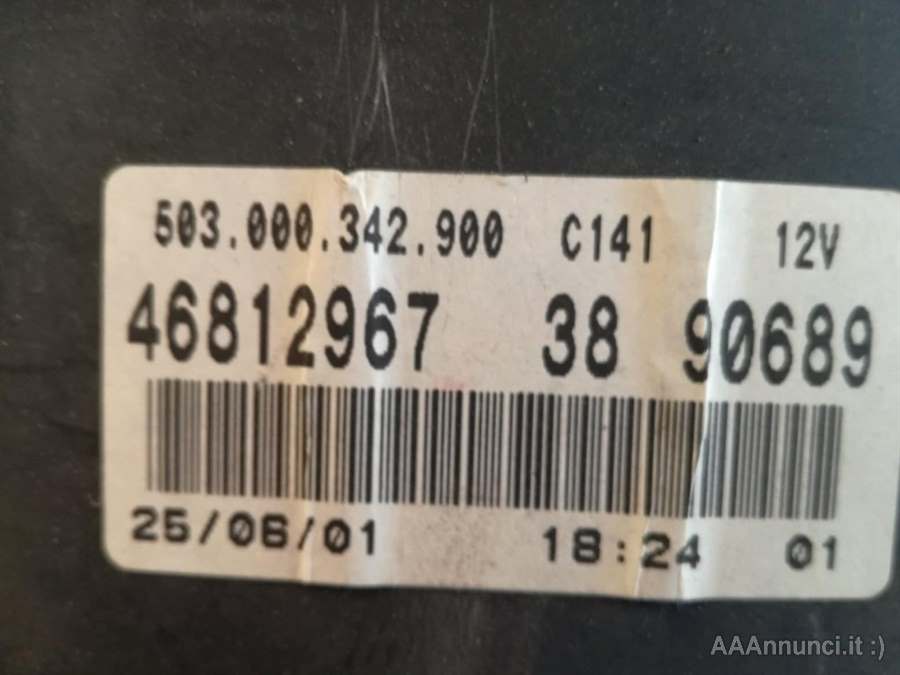 503.000.342.900 C141 12V
46812967 38 90689
25/06/01 18:24 01
AAAnnunci.it :)